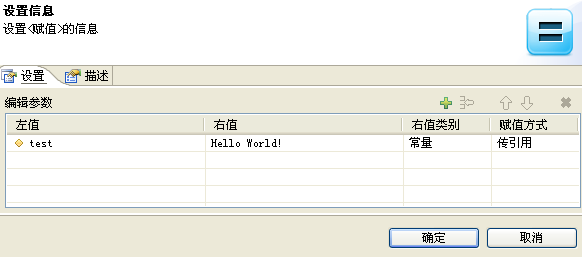 设置信息
设置<赋值>的信息
设置 描述
编辑参数
左值 右值 右值类别 赋值方式
test Hello World! 常量 传引用
确定 取消